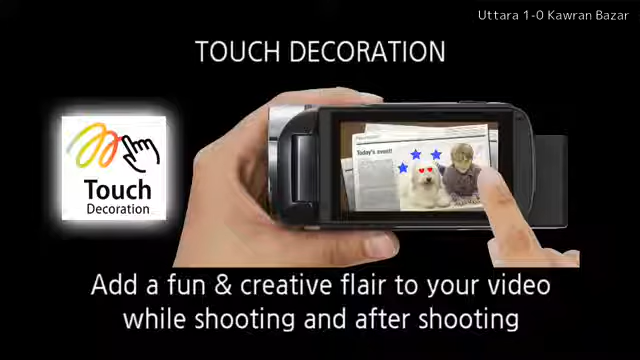 Uttara 1-0 Kawran Bazar
TOUCH DECORATION
Today's event!
Touch
Decoration
Add a fun & creative flair to your video
while shooting and after shooting